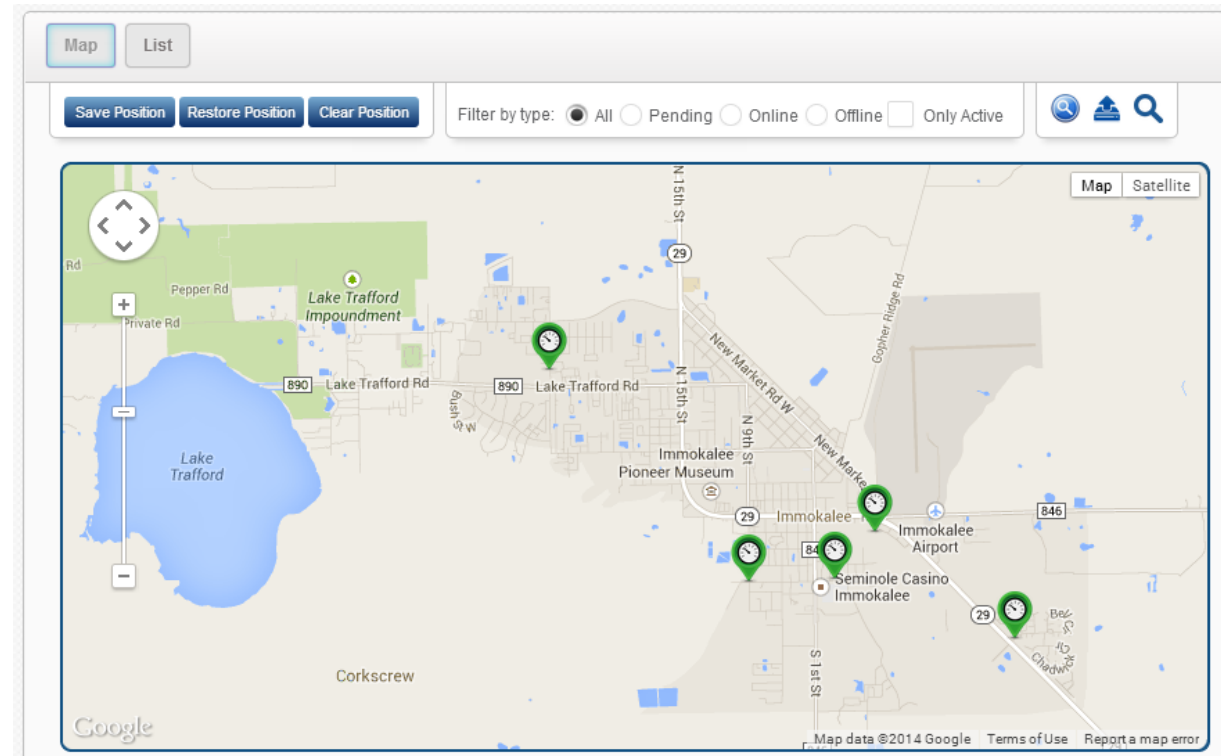 Map List
Save Position Restore Position Clear Position
Filter by type: All Pending Online Offline Only Active
Map Satellite
N 15th St
29
Rd
Pepper Rd
Lake Trafford
Impoundment
Private Rd
Gopher Ridge Rd
New Market Rd W
890 Lake Trafford Rd 890 Lake Trafford Rd
N 15th St
Bush St W
N 9th St
New Market
Lake
Trafford
Immokalee
Pioneer Museum
29 Immokalee
846
Immokalee
Airport
84
Seminole Casino
Immokalee
29
Chadwick
S 1st St
Corkscrew
Google
Map data ©2014 Google Terms of Use Report a map error